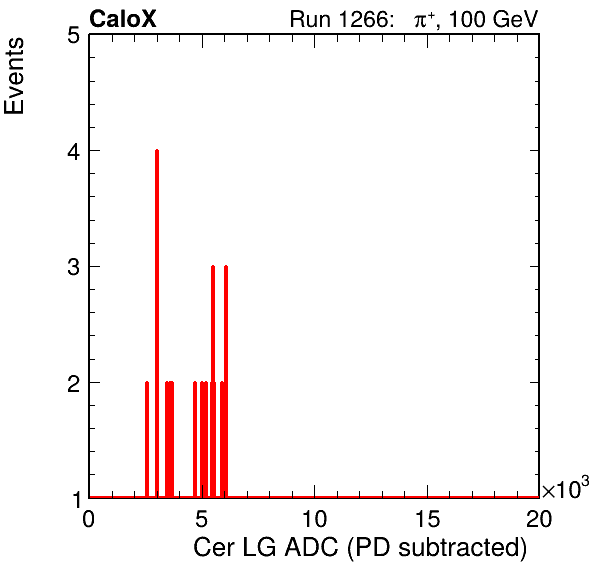 CaloX Run 1266: π⁺, 100 GeV
Events
5
4
3
2
1
0 5 10 15 20
×10³
Cer LG ADC (PD subtracted)